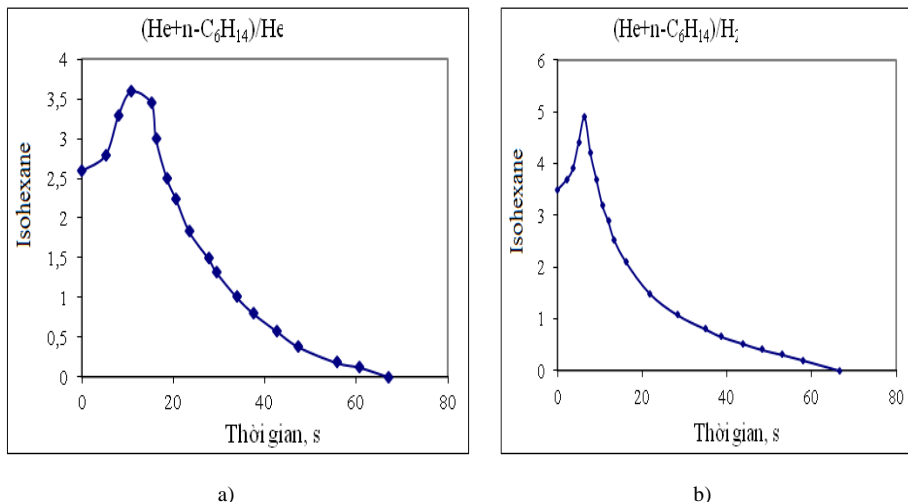 (He+n-C₆H₁₄)/He
4
3,5
3
2,5
2
1,5
1
0,5
0
0 20 40 60 80
Isohexane
Thời gian, s
a)
(He+n-C₆H₁₄)/H₂
6
5
4
3
2
1
0
0 20 40 60 80
Isohexane
Thời gian, s
b)